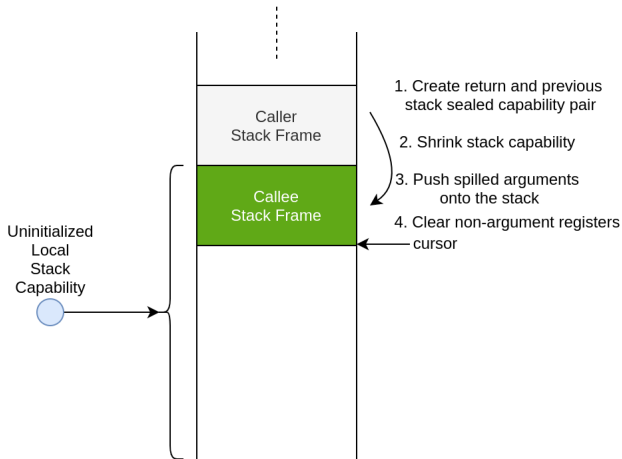 Caller
Stack Frame
Callee
Stack Frame
1. Create return and previous
stack sealed capability pair
2. Shrink stack capability
3. Push spilled arguments
onto the stack
4. Clear non-argument registers
cursor
Uninitialized
Local
Stack
Capability